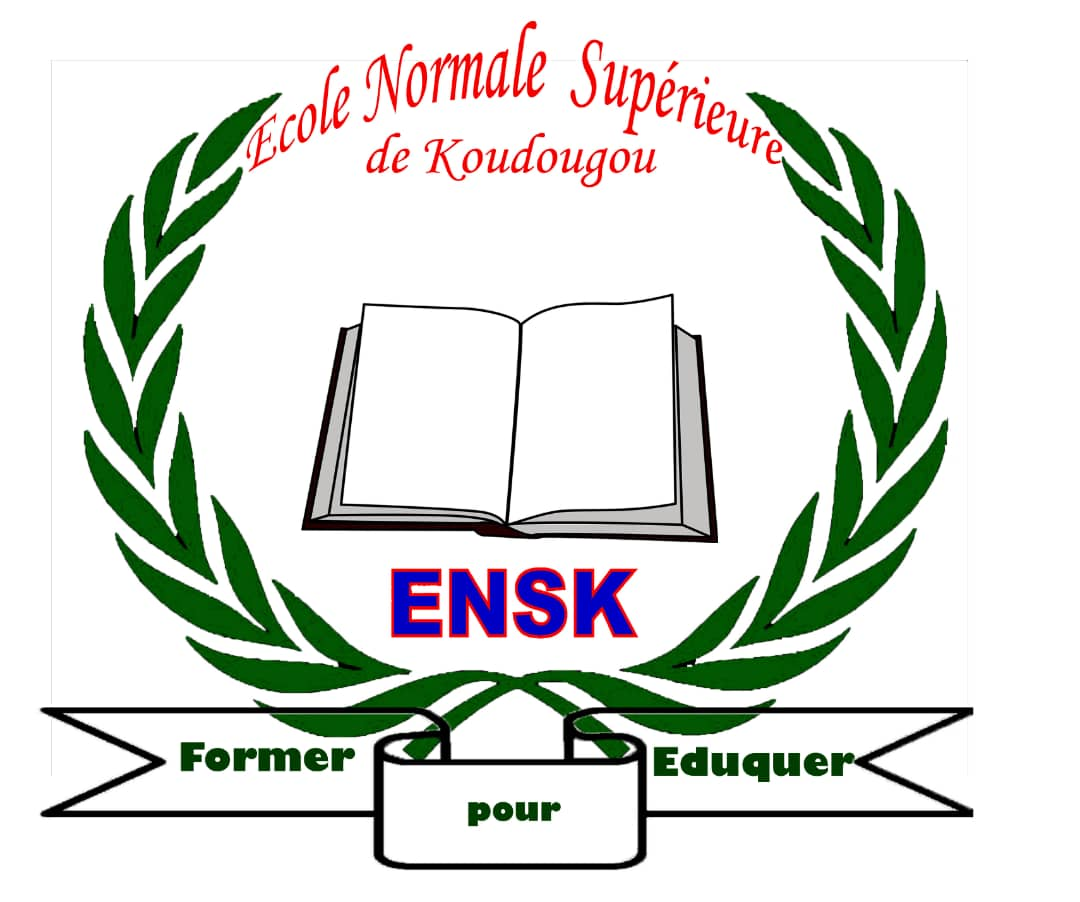 Ecole Normale Supérieure
de Koudougou
ENSK
Former
pour
Eduquer